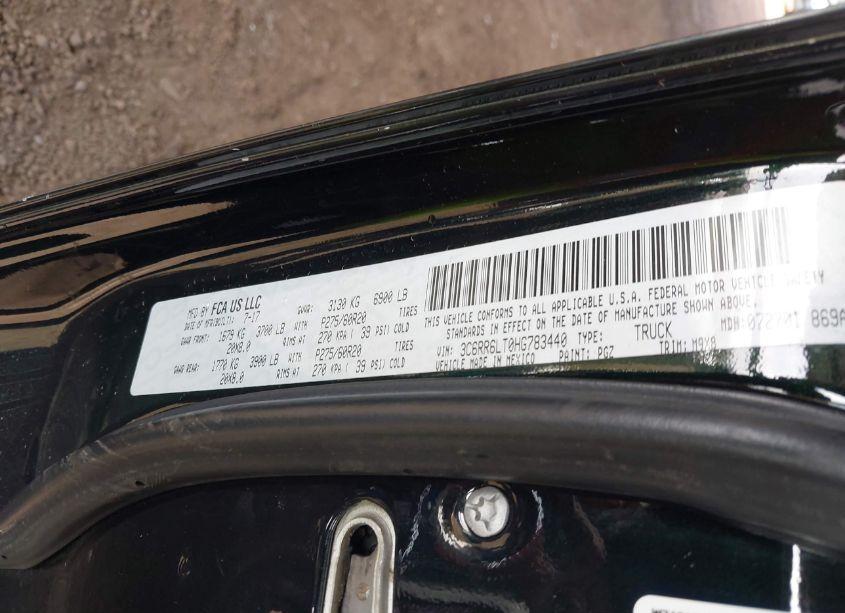 MFD BY: FCA US LLC
DATE OF MFR: 7-17 GVWR: 3130 KG 6900 LB
GAWR FRONT: 1679 KG 3700 LB WITH P275/60R20 TIRES
20X8.0 RIMS AT 270 KPA ( 39 PSI) COLD
GAWR REAR: 1770 KG 3900 LB WITH P275/60R20 TIRES
20X8.0 RIMS AT 270 KPA ( 39 PSI) COLD
THIS VEHICLE CONFORMS TO ALL APPLICABLE U.S.A. FEDERAL MOTOR VEHICLE SAFETY
STANDARDS IN EFFECT ON THE DATE OF MANUFACTURE SHOWN ABOVE.
VIN: 3C6RR6LT0HG783440 TYPE: TRUCK MDH: 072701 869A
VEHICLE MADE IN MEXICO PAINT: PGZ TRIM: M9X8